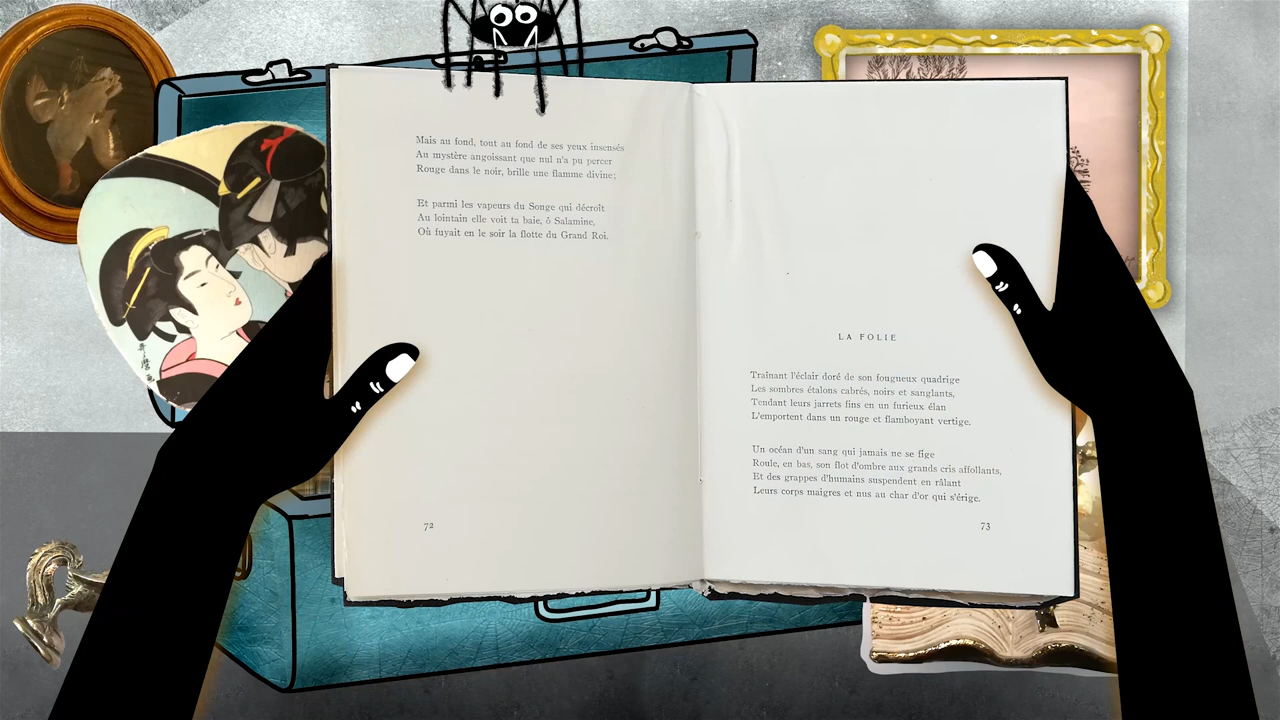 Mais au fond, tout au fond de ses yeux insensés
Au mystère angoissant que nul n'a pu percer
Rouge dans le noir, brille une flamme divine;
Et parmi les vapeurs du Songe qui décroît
Au lointain elle voit ta baie, ô Salamine,
Où fuyait en le soir la flotte du Grand Roi.
72
LA FOLIE
Traînant l'éclair doré de son fougueux quadrige
Les sombres étalons cabrés, noirs et sanglants,
Tendant leurs jarrets fins en un furieux élan
L'emportent dans un rouge et flamboyant vertige.
Un océan d'un sang qui jamais ne se fige
Roule, en bas, son flot d'ombre aux grands cris affollants,
Et des grappes d'humains suspendent en râlant
Leurs corps maigres et nus au char d'or qui s'érige.
73